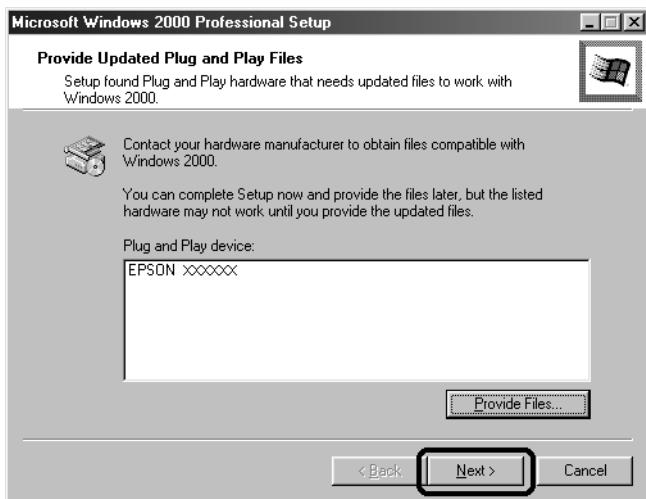 Microsoft Windows 2000 Professional Setup
Provide Updated Plug and Play Files
Setup found Plug and Play hardware that needs updated files to work with
Windows 2000.
Contact your hardware manufacturer to obtain files compatible with
Windows 2000.
You can complete Setup now and provide the files later, but the listed
hardware may not work until you provide the updated files.
Plug and Play device:
EPSON XXXXXX
Provide Files...
< Back
Next >
Cancel